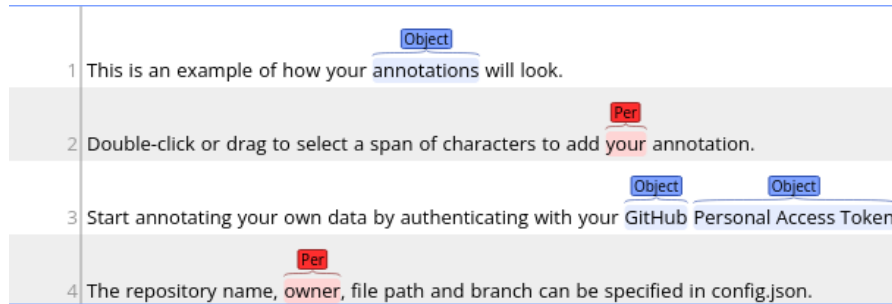 Object
1 This is an example of how your annotations will look.
Per
2 Double-click or drag to select a span of characters to add your annotation.
Object Object
3 Start annotating your own data by authenticating with your GitHub Personal Access Token
Per
4 The repository name, owner, file path and branch can be specified in config.json.